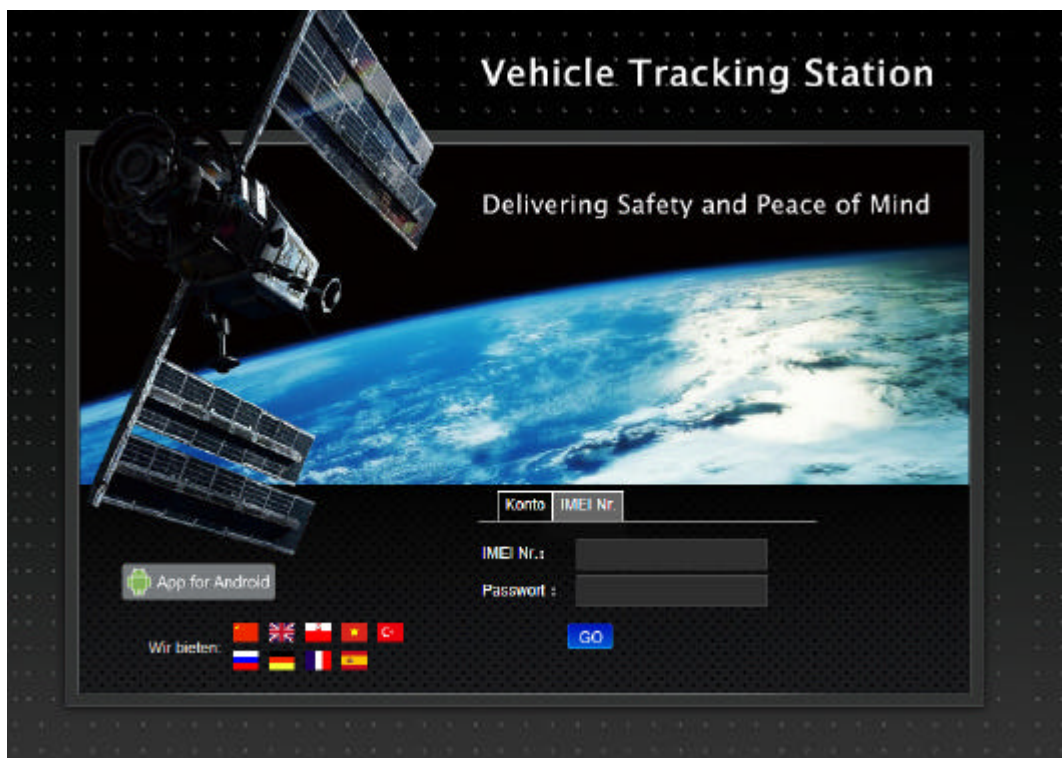 Vehicle Tracking Station
Delivering Safety and Peace of Mind
Konto IMEI Nr.
IMEI Nr.:
App for Android
Passwort :
Wir bieten:
GO